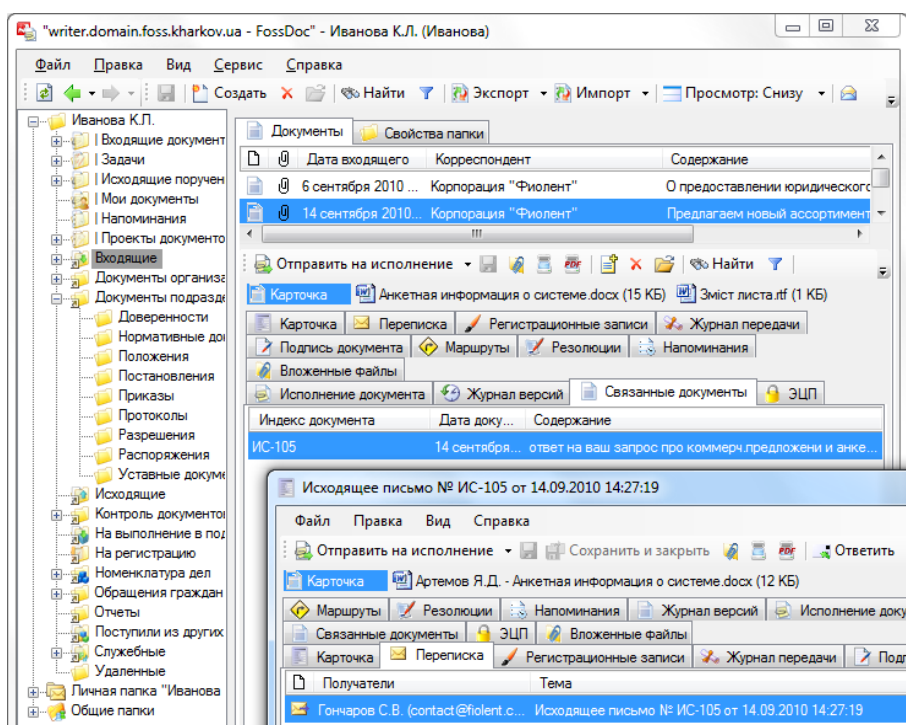 "writer.domain.foss.kharkov.ua - FossDoc" - Иванова К.Л. (Иванова)
Файл Правка Вид Сервис Справка
Создать Найти Экспорт Импорт Просмотр: Снизу
Иванова К.Л.
| Входящие документ
| Задачи
| Исходящие поручен
| Мои документы
| Напоминания
| Проекты документо
Входящие
Документы организа
Документы подразде
Доверенности
Нормативные до
Положения
Постановления
Приказы
Протоколы
Разрешения
Распоряжения
Уставные докуме
Исходящие
Контроль документо
На выполнение в под
На регистрацию
Номенклатура дел
Обращения граждан
Отчеты
Поступили из других
Служебные
Удаленные
Личная папка "Иванова
Общие папки
Документы Свойства папки
Дата входящего Корреспондент Содержание
6 сентября 2010 ... Корпорация "Фиолент" О предоставлении юридическогс
14 сентября 2010... Корпорация "Фиолент" Предлагаем новый ассортимент
Отправить на исполнение PDF Найти
Карточка Анкетная информация о системе.docx (15 КБ) Зміст листа.rtf (1 КБ)
Карточка Переписка Регистрационные записи Журнал передачи
Подпись документа Маршруты Резолюции Напоминания
Вложенные файлы
Исполнение документа Журнал версий Связанные документы ЭЦП
Индекс документа Дата доку... Содержание
ИС-105 14 сентября... ответ на ваш запрос про коммерч.предложени и анке...
Исходящее письмо № ИС-105 от 14.09.2010 14:27:19
Файл Правка Вид Справка
Отправить на исполнение Сохранить и закрыть PDF Ответить
Карточка Артемов Я.Д. - Анкетная информация о системе.docx (12 КБ)
Маршруты Резолюции Напоминания Журнал версий Исполнение доку
Связанные документы ЭЦП Вложенные файлы
Карточка Переписка Регистрационные записи Журнал передачи Подп
Получатели Тема
Гончаров С.В. (contact@fiolent.c... Исходящее письмо № ИС-105 от 14.09.2010 14:27:19